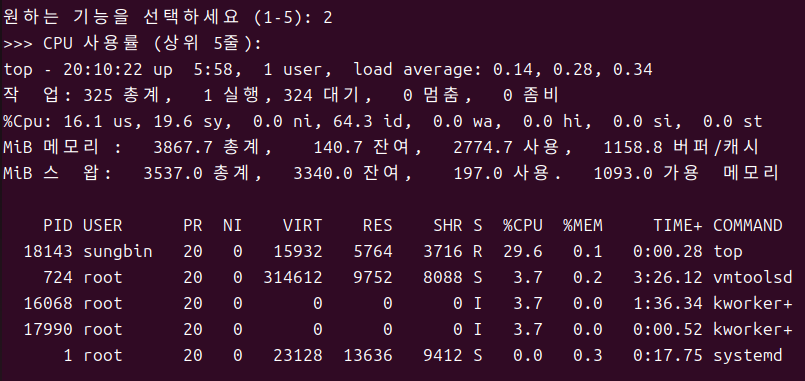 원하는 기능을 선택하세요 (1-5): 2
>>> CPU 사용률 (상위 5줄):
top - 20:10:22 up  5:58,  1 user,  load average: 0.14, 0.28, 0.34
작  업: 325 총계,   1 실행, 324 대기,   0 멈춤,   0 좀비
%Cpu: 16.1 us, 19.6 sy,  0.0 ni, 64.3 id,  0.0 wa,  0.0 hi,  0.0 si,  0.0 st
MiB 메모리 :   3867.7 총계,    140.7 잔여,   2774.7 사용,   1158.8 버퍼/캐시
MiB 스  왑:   3537.0 총계,   3340.0 잔여,    197.0 사용.   1093.0 가용  메모리
PID USER      PR  NI    VIRT    RES    SHR S  %CPU  %MEM     TIME+ COMMAND
18143 sungbin   20   0   15932   5764   3716 R  29.6   0.1   0:00.28 top
724 root      20   0  314612   9752   8088 S   3.7   0.2   3:26.12 vmtoolsd
16068 root      20   0       0      0      0 I   3.7   0.0   1:36.34 kworker+
17990 root      20   0       0      0      0 I   3.7   0.0   0:00.52 kworker+
1 root      20   0   23128  13636   9412 S   0.0   0.3   0:17.75 systemd